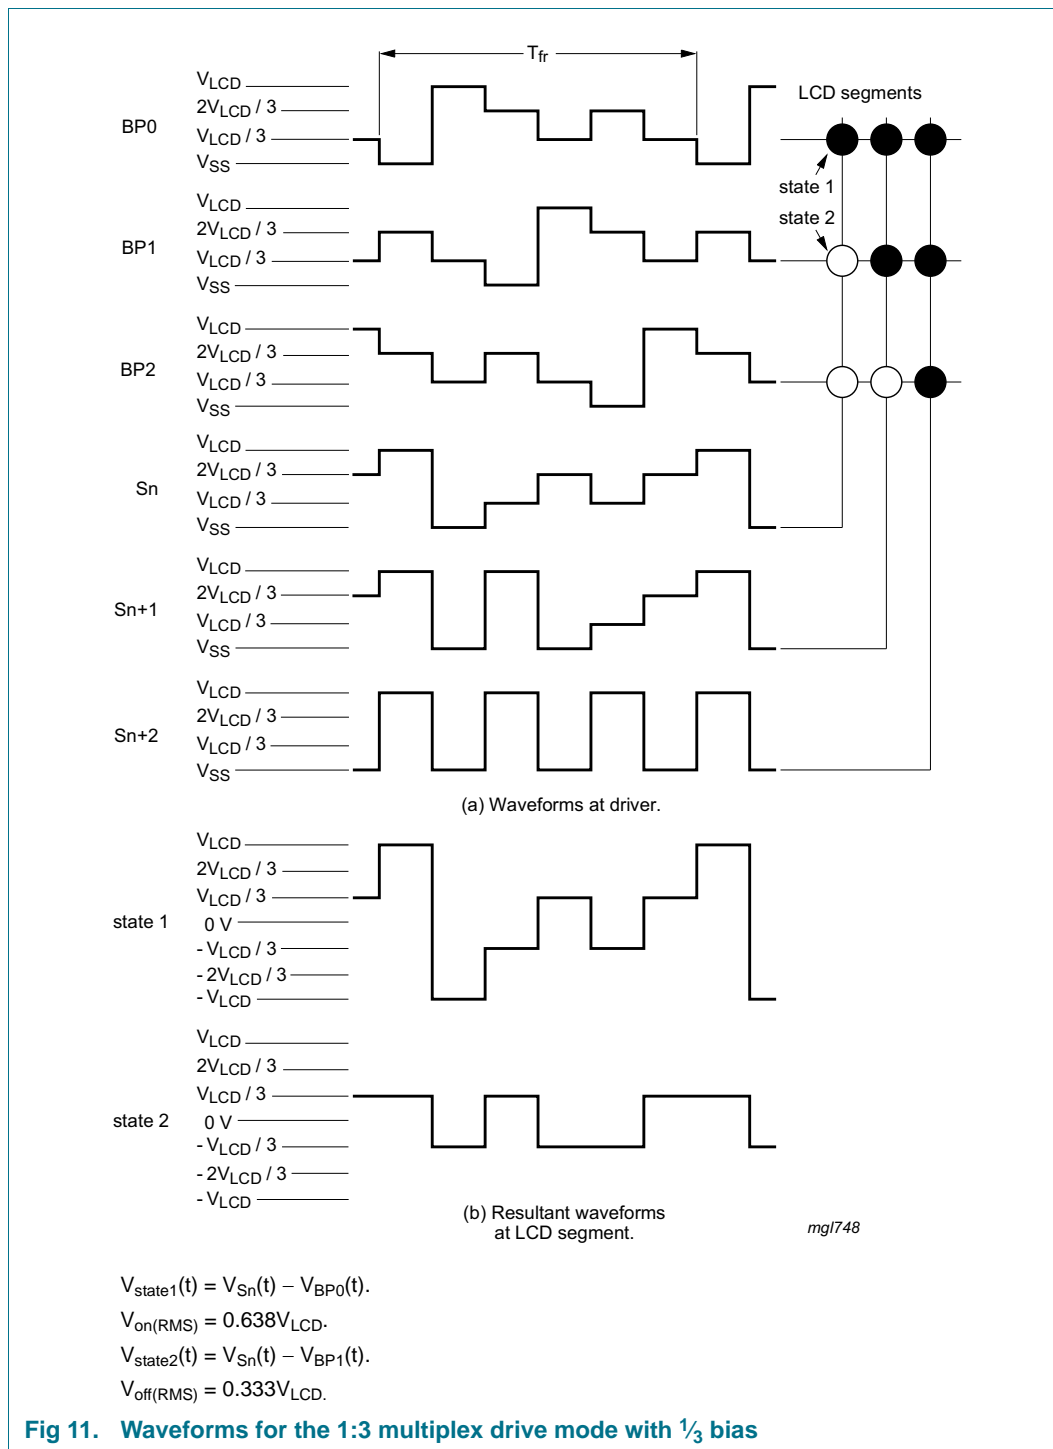 Tfr
BP0
VLCD
2VLCD / 3
VLCD / 3
VSS
LCD segments
state 1
state 2
BP1
VLCD
2VLCD / 3
VLCD / 3
VSS
BP2
VLCD
2VLCD / 3
VLCD / 3
VSS
Sn
VLCD
2VLCD / 3
VLCD / 3
VSS
Sn+1
VLCD
2VLCD / 3
VLCD / 3
VSS
Sn+2
VLCD
2VLCD / 3
VLCD / 3
VSS
(a) Waveforms at driver.
state 1
VLCD
2VLCD / 3
VLCD / 3
0 V
- VLCD / 3
- 2VLCD / 3
- VLCD
state 2
VLCD
2VLCD / 3
VLCD / 3
0 V
- VLCD / 3
- 2VLCD / 3
- VLCD
(b) Resultant waveforms
at LCD segment.
mgl748
Vstate1(t) = VSn(t) − VBP0(t).
Von(RMS) = 0.638VLCD.
Vstate2(t) = VSn(t) − VBP1(t).
Voff(RMS) = 0.333VLCD.
Fig 11. Waveforms for the 1:3 multiplex drive mode with 1⁄3 bias